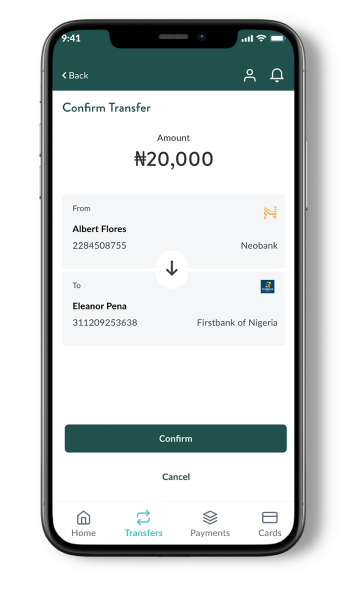 9:41
Back
Confirm Transfer
Amount
₦20,000
From
Albert Flores
2284508755
Neobank
To
Eleanor Pena
311209253638
Firstbank of Nigeria
Confirm
Cancel
Home
Transfers
Payments
Cards